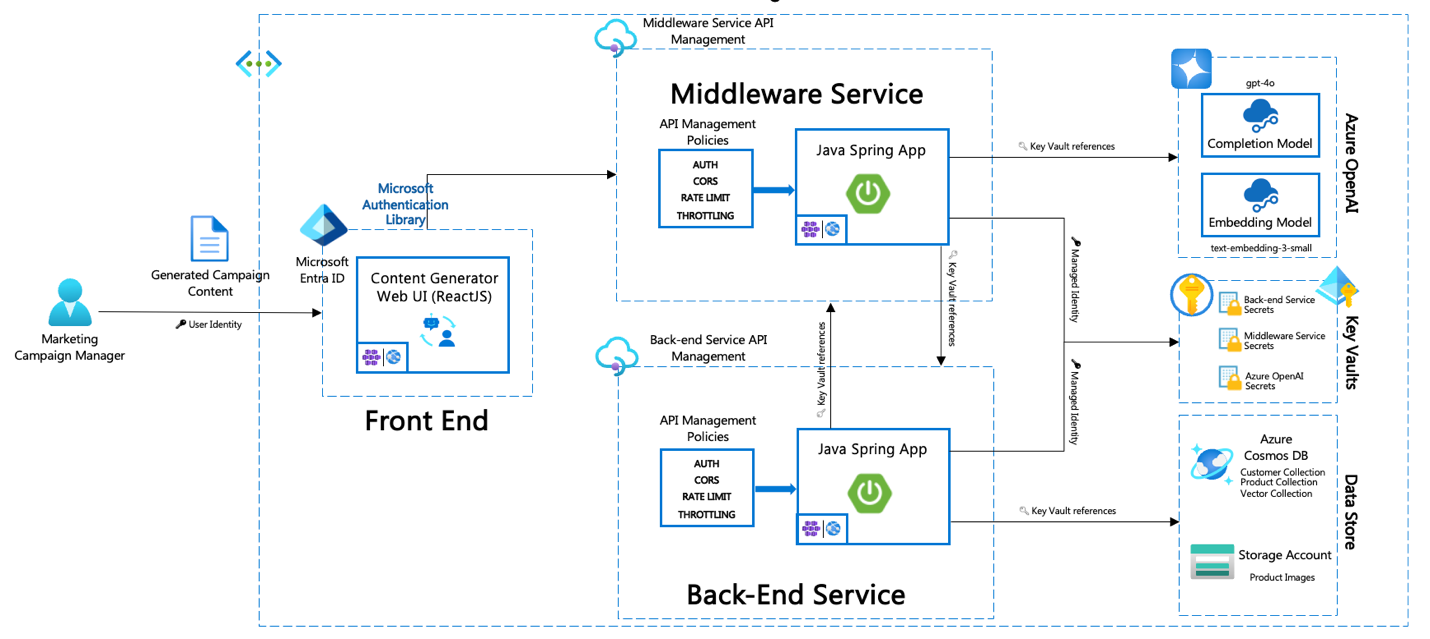 Middleware Service API
Management
Middleware Service
API Management
Policies
AUTH
CORS
RATE LIMIT
THROTTLING
Java Spring App
Key Vault references
gpt-4o
Completion Model
Embedding Model
text-embedding-3-small
Azure OpenAI
Microsoft
Authentication
Library
Microsoft
Entra ID
Generated Campaign
Content
User Identity
Marketing
Campaign Manager
Content Generator
Web UI (ReactJS)
Front End
Key Vault references
Key Vault references
Managed Identity
Managed Identity
Back-end Service
Secrets
Middleware Service
Secrets
Azure OpenAI
Secrets
Key Vaults
Back-end Service API
Management
API Management
Policies
AUTH
CORS
RATE LIMIT
THROTTLING
Java Spring App
Key Vault references
Back-End Service
Azure
Cosmos DB
Customer Collection
Product Collection
Vector Collection
Storage Account
Product Images
Data Store